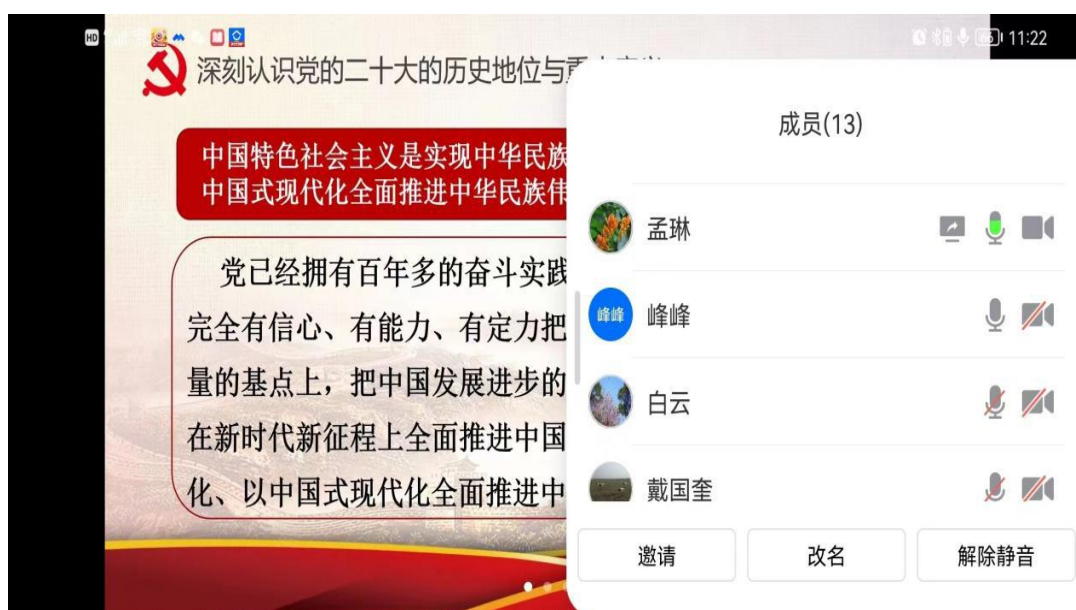 HD
66
11:22
深刻认识党的二十大的历史地位与
中国特色社会主义是实现中华民族
中国式现代化全面推进中华民族伟
党已经拥有百年多的奋斗实践
完全有信心、有能力、有定力把
量的基点上，把中国发展进步的
在新时代新征程上全面推进中国
化、以中国式现代化全面推进中
成员(13)
孟琳
峰峰
峰峰
白云
戴国奎
邀请
改名
解除静音